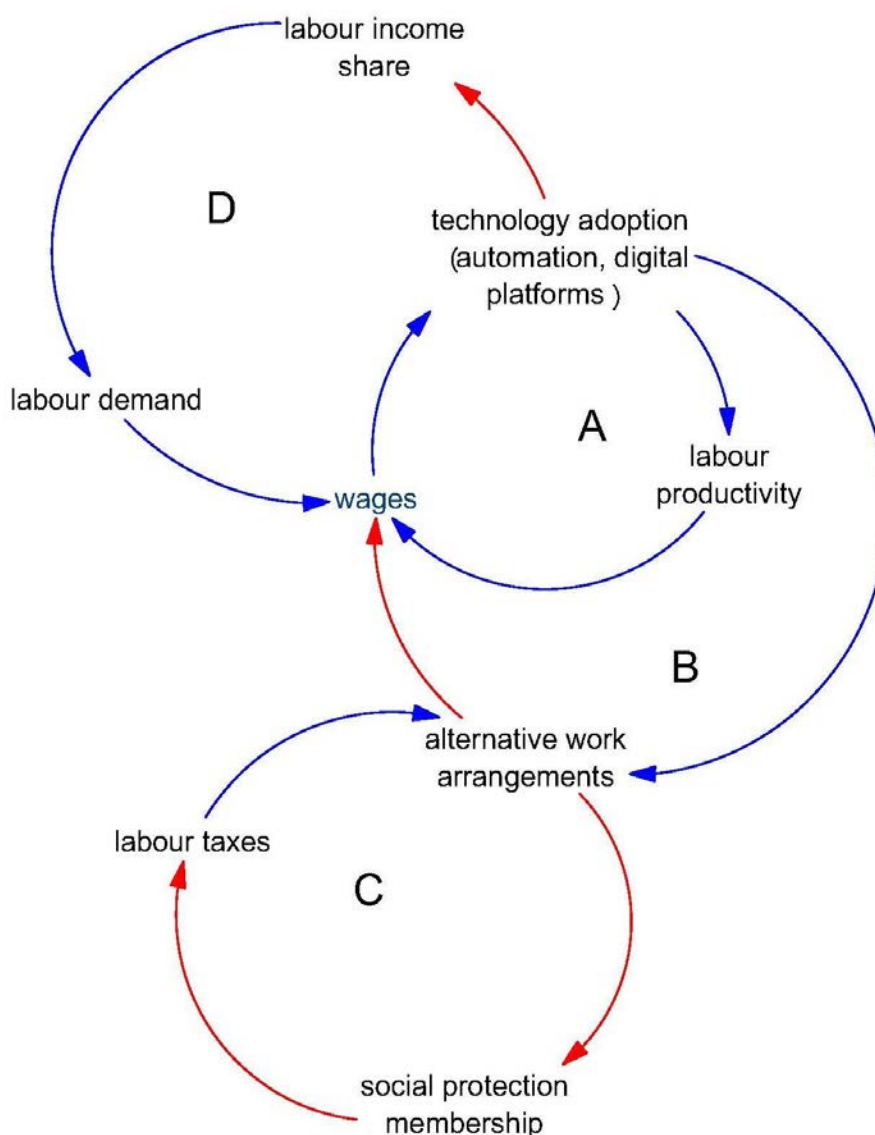 labour income
share
D
technology adoption
(automation, digital
platforms )
labour demand
A
labour
productivity
wages
B
alternative work
arrangements
labour taxes
C
social protection
membership